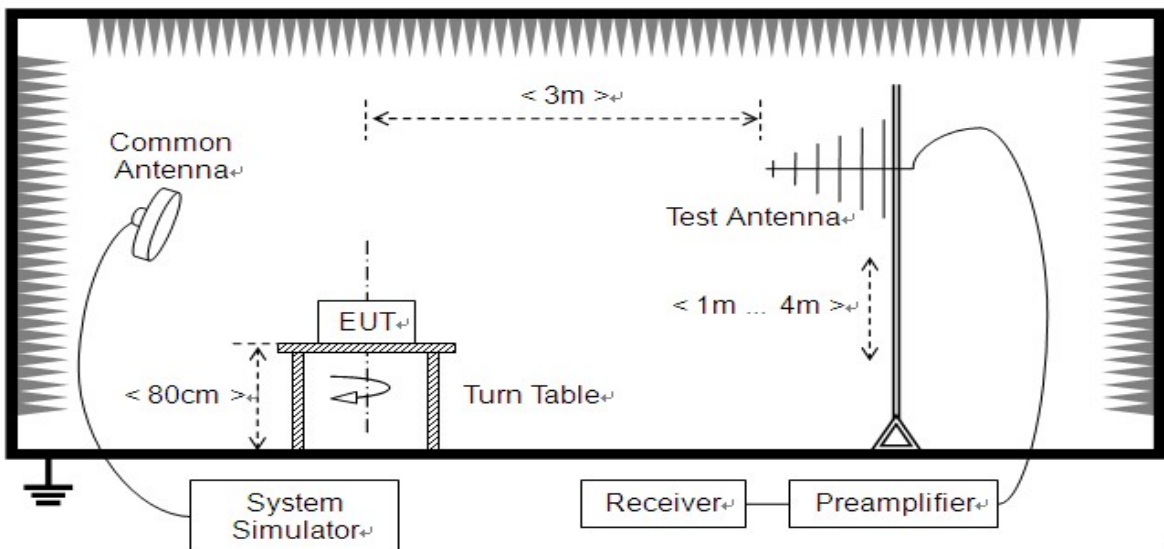 < 3m >↵
Common
Antenna↵
Test Antenna↵
< 1m ... 4m >↵
EUT↵
< 80cm >↵
Turn Table↵
System
Simulator↵
Receiver↵
Preamplifier↵